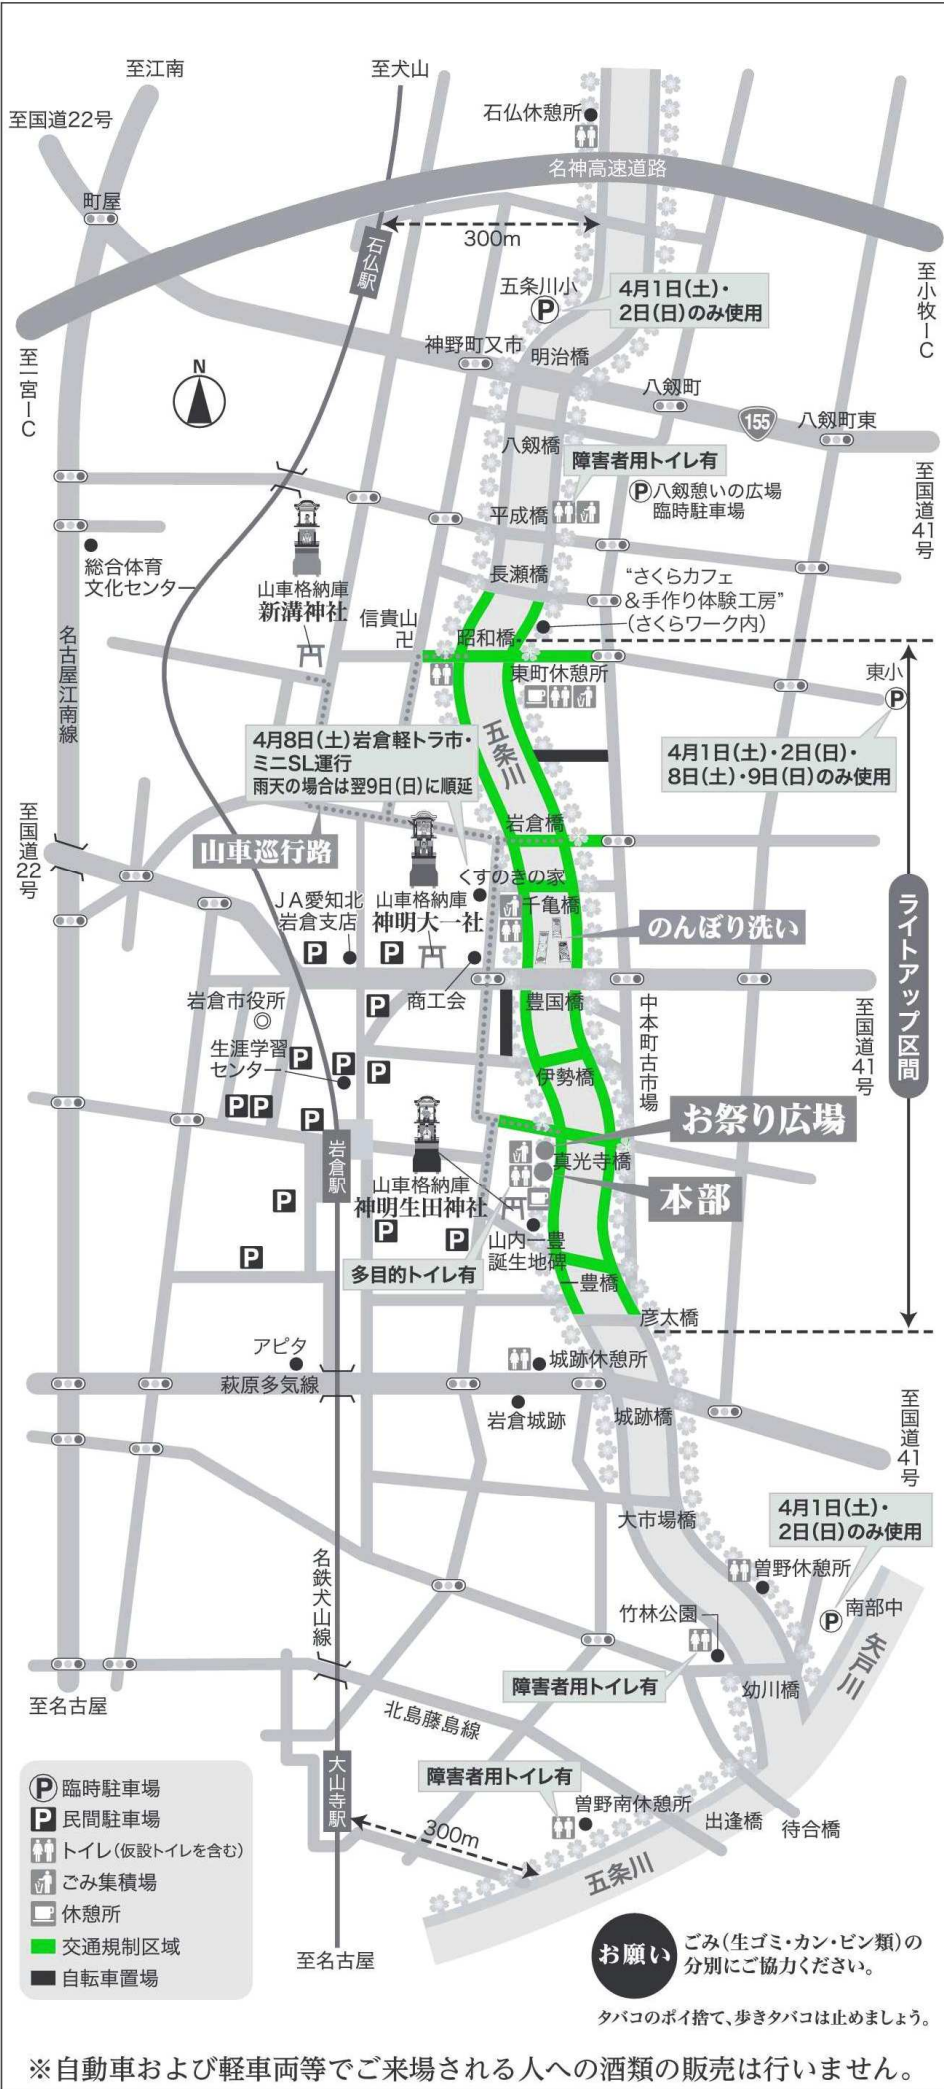 至江南
至犬山
至国道22号
石仏休憩所
町屋
名神高速道路
300m
石仏駅
至小牧IC
五条川小
4月1日(土)・
2日(日)のみ使用
至一宮IC
神野町又市
明治橋
N
八剱町
155
八剱町東
八剱橋
障害者用トイレ有
至国道41号
八剱憩いの広場
臨時駐車場
平成橋
総合体育
文化センター
長瀬橋
“さくらカフェ
&手作り体験工房”
(さくらワーク内)
山車格納庫
新溝神社
信貴山
昭和橋
名古屋江南線
東町休憩所
東小
4月8日(土)岩倉軽トラ市・
ミニSL運行
雨天の場合は翌9日(日)に順延
五条川
4月1日(土)・2日(日)・
8日(土)・9日(日)のみ使用
至国道22号
岩倉橋
山車巡行路
くすのきの家
JA愛知北
岩倉支店
山車格納庫
神明大一社
千亀橋
のんぼり洗い
ライトアップ区間
商工会
豊国橋
岩倉市役所
中本町古市場
至国道41号
生涯学習
センター
伊勢橋
お祭り広場
岩倉駅
真光寺橋
山車格納庫
神明生田神社
本部
山内一豊
誕生地碑
多目的トイレ有
一豊橋
彦太橋
アピタ
城跡休憩所
萩原多気線
岩倉城跡
城跡橋
至国道41号
4月1日(土)・
2日(日)のみ使用
大市場橋
名鉄犬山線
曽野休憩所
竹林公園
南部中
矢戸川
障害者用トイレ有
幼川橋
至名古屋
北島藤島線
大山寺駅
障害者用トイレ有
曽野南休憩所
出逢橋
待合橋
300m
五条川
至名古屋
P 臨時駐車場
P 民間駐車場
トイレ(仮設トイレを含む)
ごみ集積場
休憩所
交通規制区域
自転車置場
お願い
ごみ(生ゴミ・カン・ビン類)の
分別にご協力ください。
タバコのポイ捨て、歩きタバコは止めましょう。
※自動車および軽車両等でご来場される人への酒類の販売は行いません。